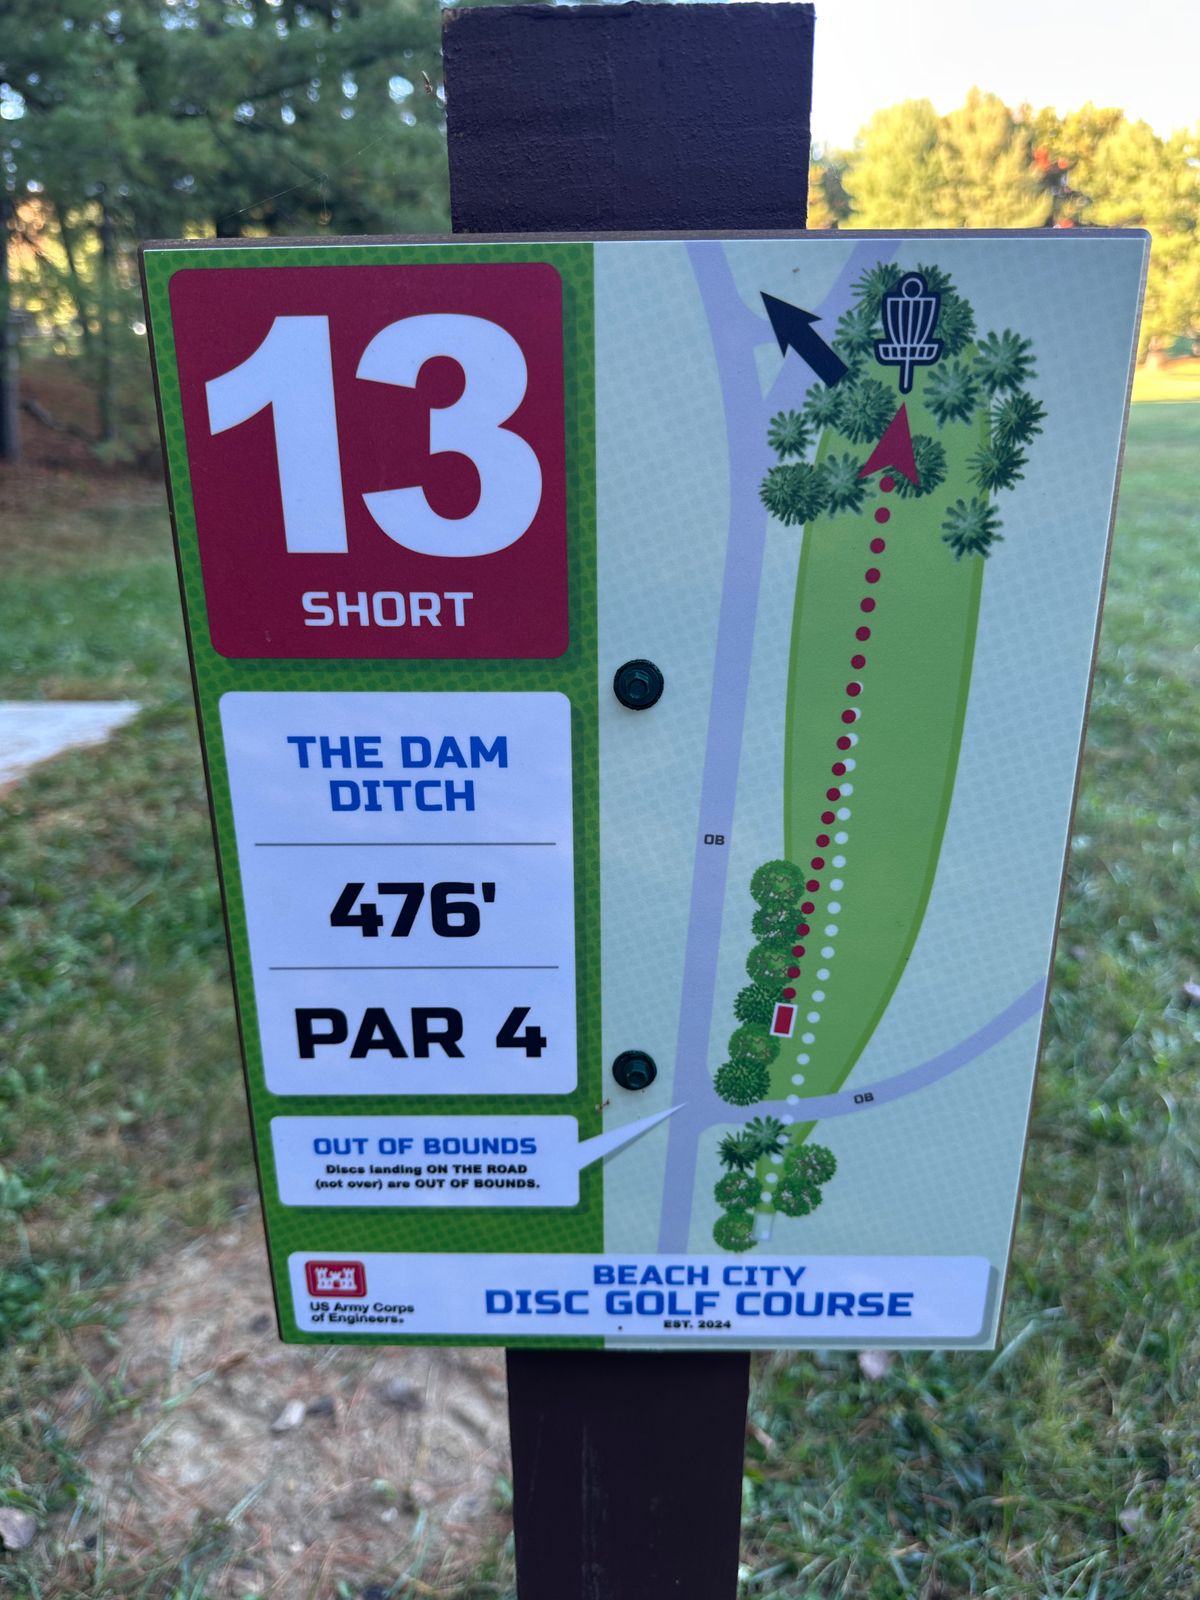 13
SHORT
THE DAM
DITCH
476'
PAR 4
OUT OF BOUNDS
Discs landing ON THE ROAD
(not over) are OUT OF BOUNDS.
OB
OB
US Army Corps
of Engineers®
BEACH CITY
DISC GOLF COURSE
EST. 2024